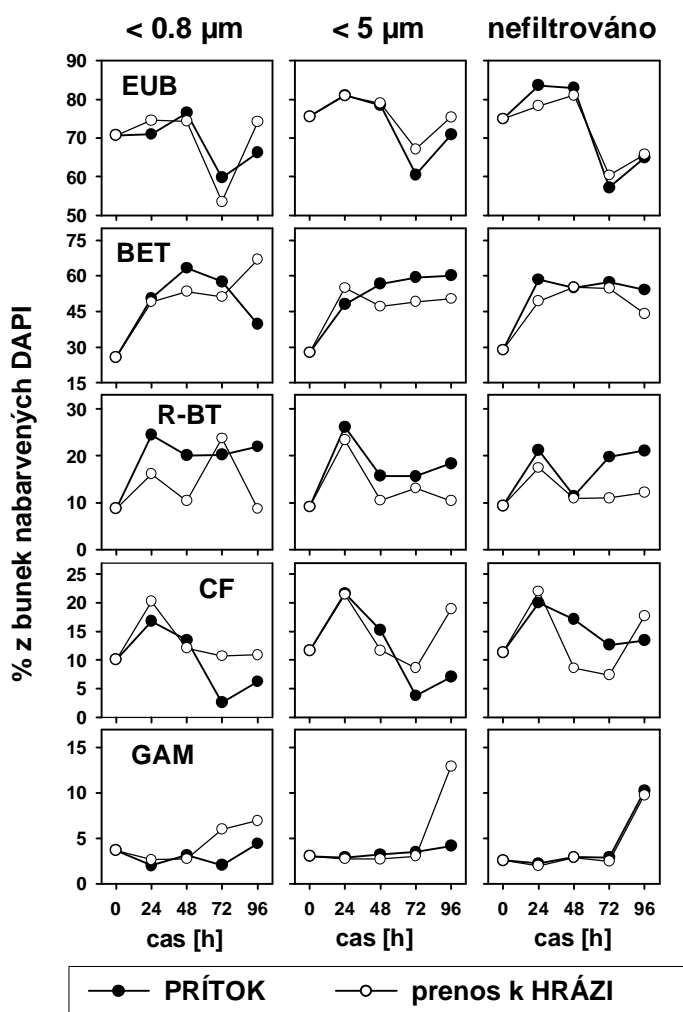 < 0.8 µm < 5 µm nefiltrováno
% z bunek nabarvených DAPI
EUB
90
80
70
60
50
BET
75
60
45
30
15
R-BT
30
20
10
0
CF
25
20
15
10
5
0
GAM
15
10
5
0
0 24 48 72 96 0 24 48 72 96 0 24 48 72 96
cas [h] cas [h] cas [h]
PRÍTOK prenos k HRÁZI